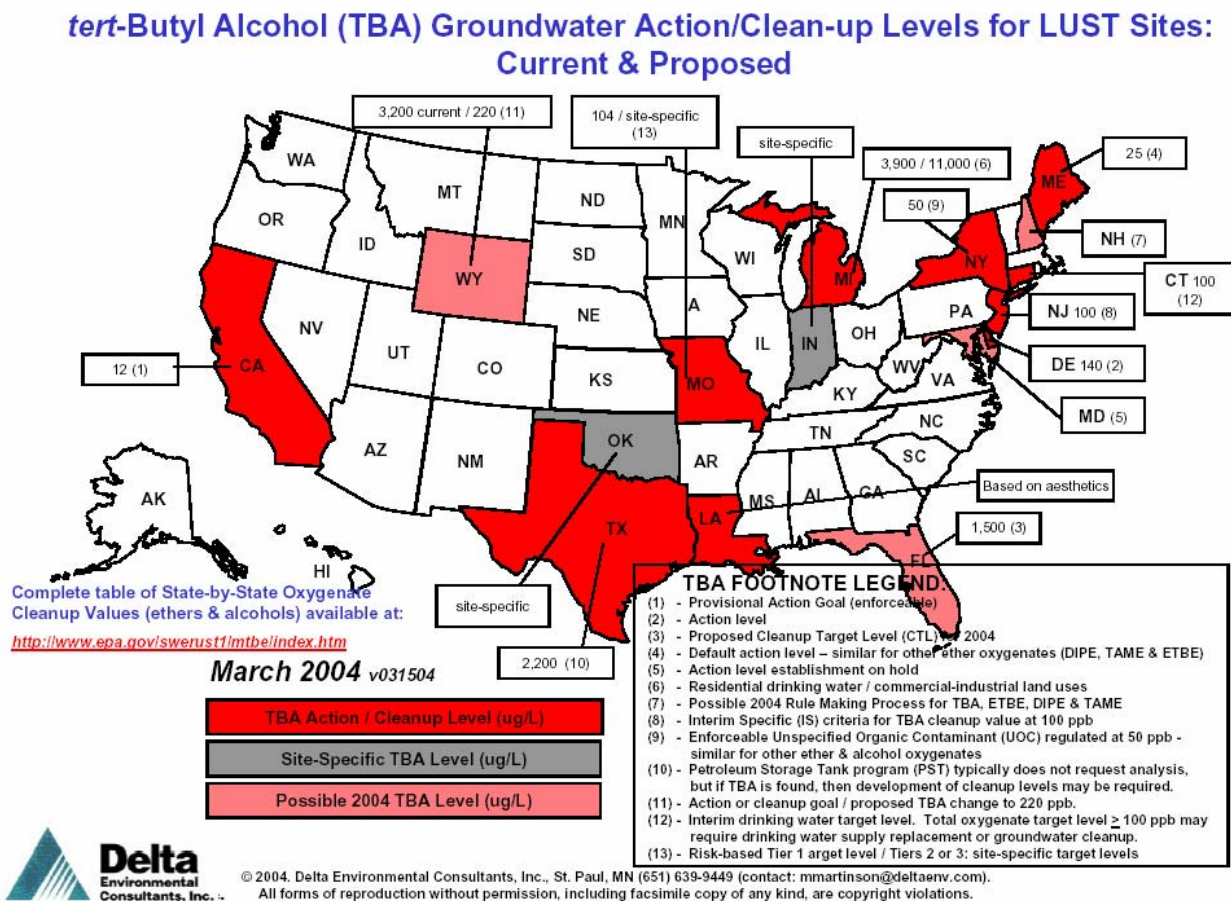 tert-Butyl Alcohol (TBA) Groundwater Action/Clean-up Levels for LUST Sites:
Current & Proposed
3,200 current / 220 (11)
104 / site-specific
(13)
site-specific
3,900 / 11,000 (6)
25 (4)
50 (9)
NH (7)
CT 100
(12)
NJ 100 (8)
DE 140 (2)
MD (5)
12 (1)
Based on aesthetics
1,500 (3)
site-specific
2,200 (10)
WA
MT
ND
MN
ME
OR
ID
SD
WI
MI
NY
WY
NE
IA
PA
NV
UT
CO
KS
IL
IN
OH
WV
VA
CA
MO
KY
AZ
NM
OK
AR
TN
NC
SC
AK
TX
LA
MS
AL
GA
FL
HI
Complete table of State-by-State Oxygenate
Cleanup Values (ethers & alcohols) available at:
http://www.epa.gov/swerust1/mtbe/index.htm
March 2004 v031504
TBA Action / Cleanup Level (ug/L)
Site-Specific TBA Level (ug/L)
Possible 2004 TBA Level (ug/L)
TBA FOOTNOTE LEGEND:
(1) - Provisional Action Goal (enforceable)
(2) - Action level
(3) - Proposed Cleanup Target Level (CTL) for 2004
(4) - Default action level – similar for other ether oxygenates (DIPE, TAME & ETBE)
(5) - Action level establishment on hold
(6) - Residential drinking water / commercial-industrial land uses
(7) - Possible 2004 Rule Making Process for TBA, ETBE, DIPE & TAME
(8) - Interim Specific (IS) criteria for TBA cleanup value at 100 ppb
(9) - Enforceable Unspecified Organic Contaminant (UOC) regulated at 50 ppb -
similar for other ether & alcohol oxygenates
(10) - Petroleum Storage Tank program (PST) typically does not request analysis,
but if TBA is found, then development of cleanup levels may be required.
(11) - Action or cleanup goal / proposed TBA change to 220 ppb.
(12) - Interim drinking water target level. Total oxygenate target level ≥ 100 ppb may
require drinking water supply replacement or groundwater cleanup.
(13) - Risk-based Tier 1 arget level / Tiers 2 or 3: site-specific target levels
Delta
Environmental
Consultants, Inc.
© 2004. Delta Environmental Consultants, Inc., St. Paul, MN (651) 639-9449 (contact: mmartinson@deltaenv.com).
All forms of reproduction without permission, including facsimile copy of any kind, are copyright violations.